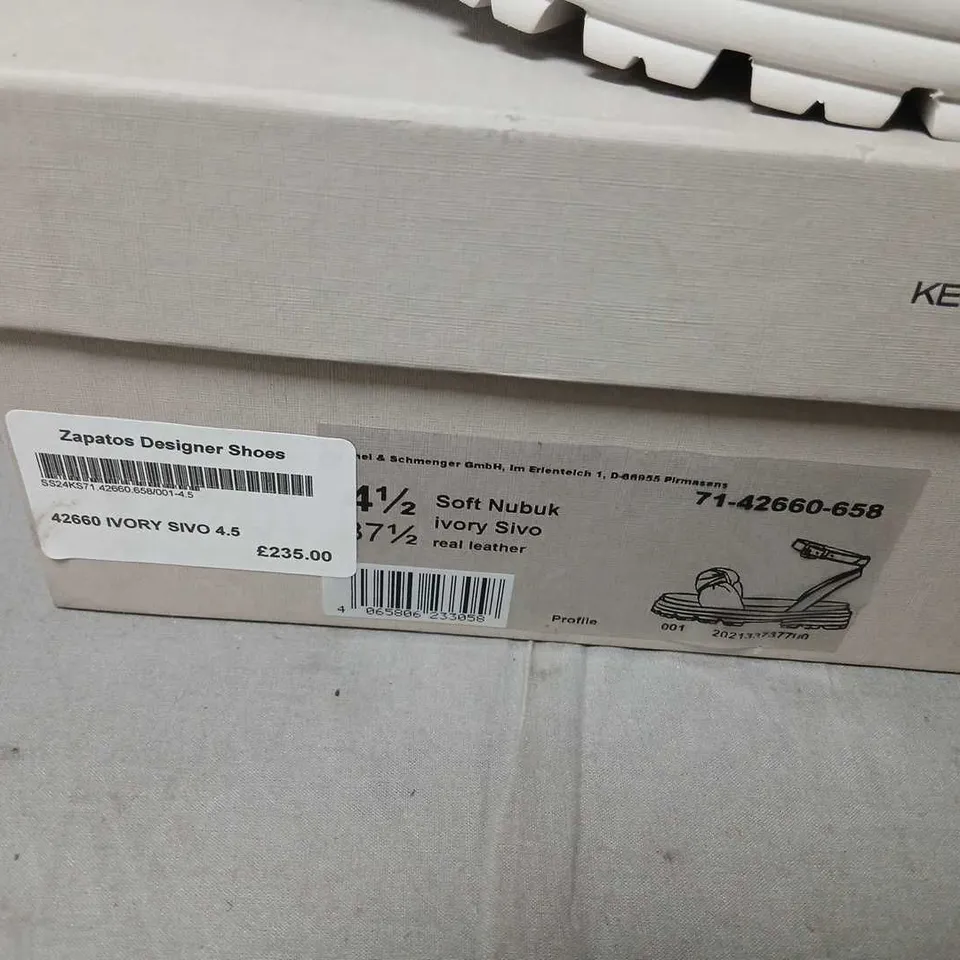 KE
Zapatos Designer Shoes
SS24KS71.42660.658/001-4.5
42660 IVORY SIVO 4.5
£235.00
nel & Schmenger GmbH, Im Erlenteich 1, D-66955 Pirmasens
71-42660-658
4½ Soft Nubuk
37½ ivory Sivo
real leather
4 065806 233058
Profile
001